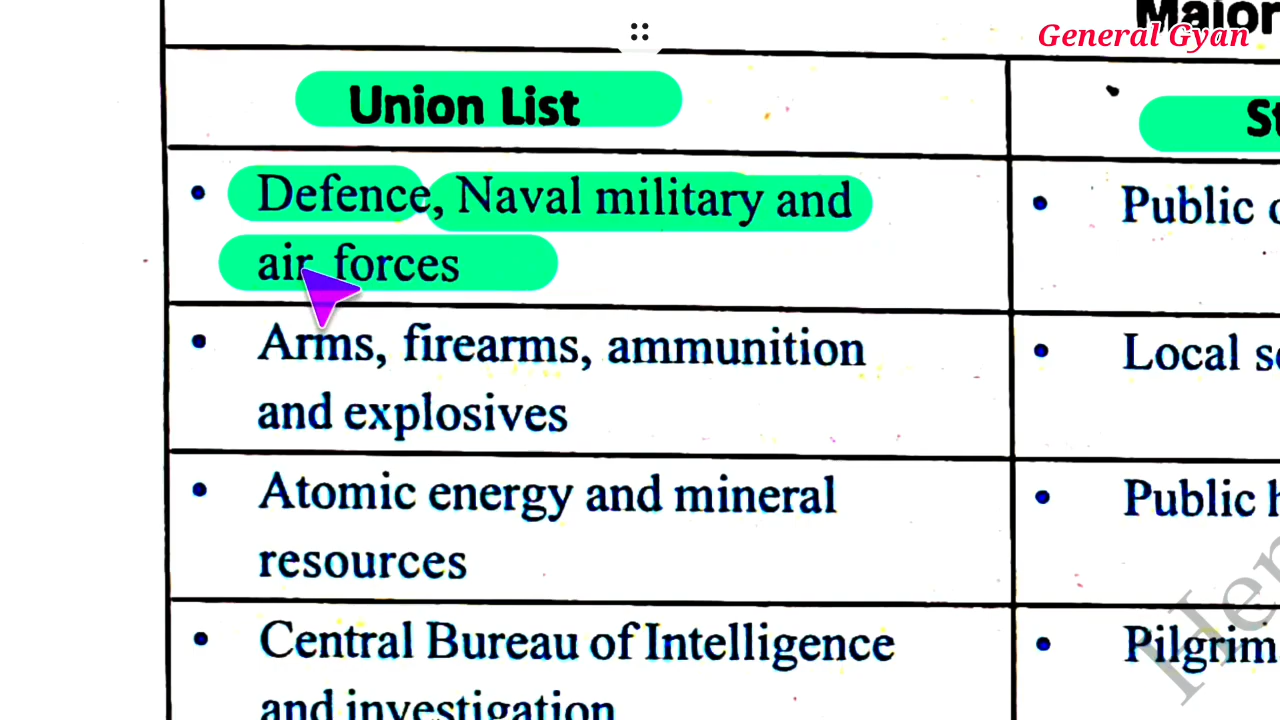 Major
General Gyan
Union List
• Defence, Naval military and
air forces
• Public
• Arms, firearms, ammunition
and explosives
• Local
• Atomic energy and mineral
resources
• Public
• Central Bureau of Intelligence
and investigation
• Pilgrim